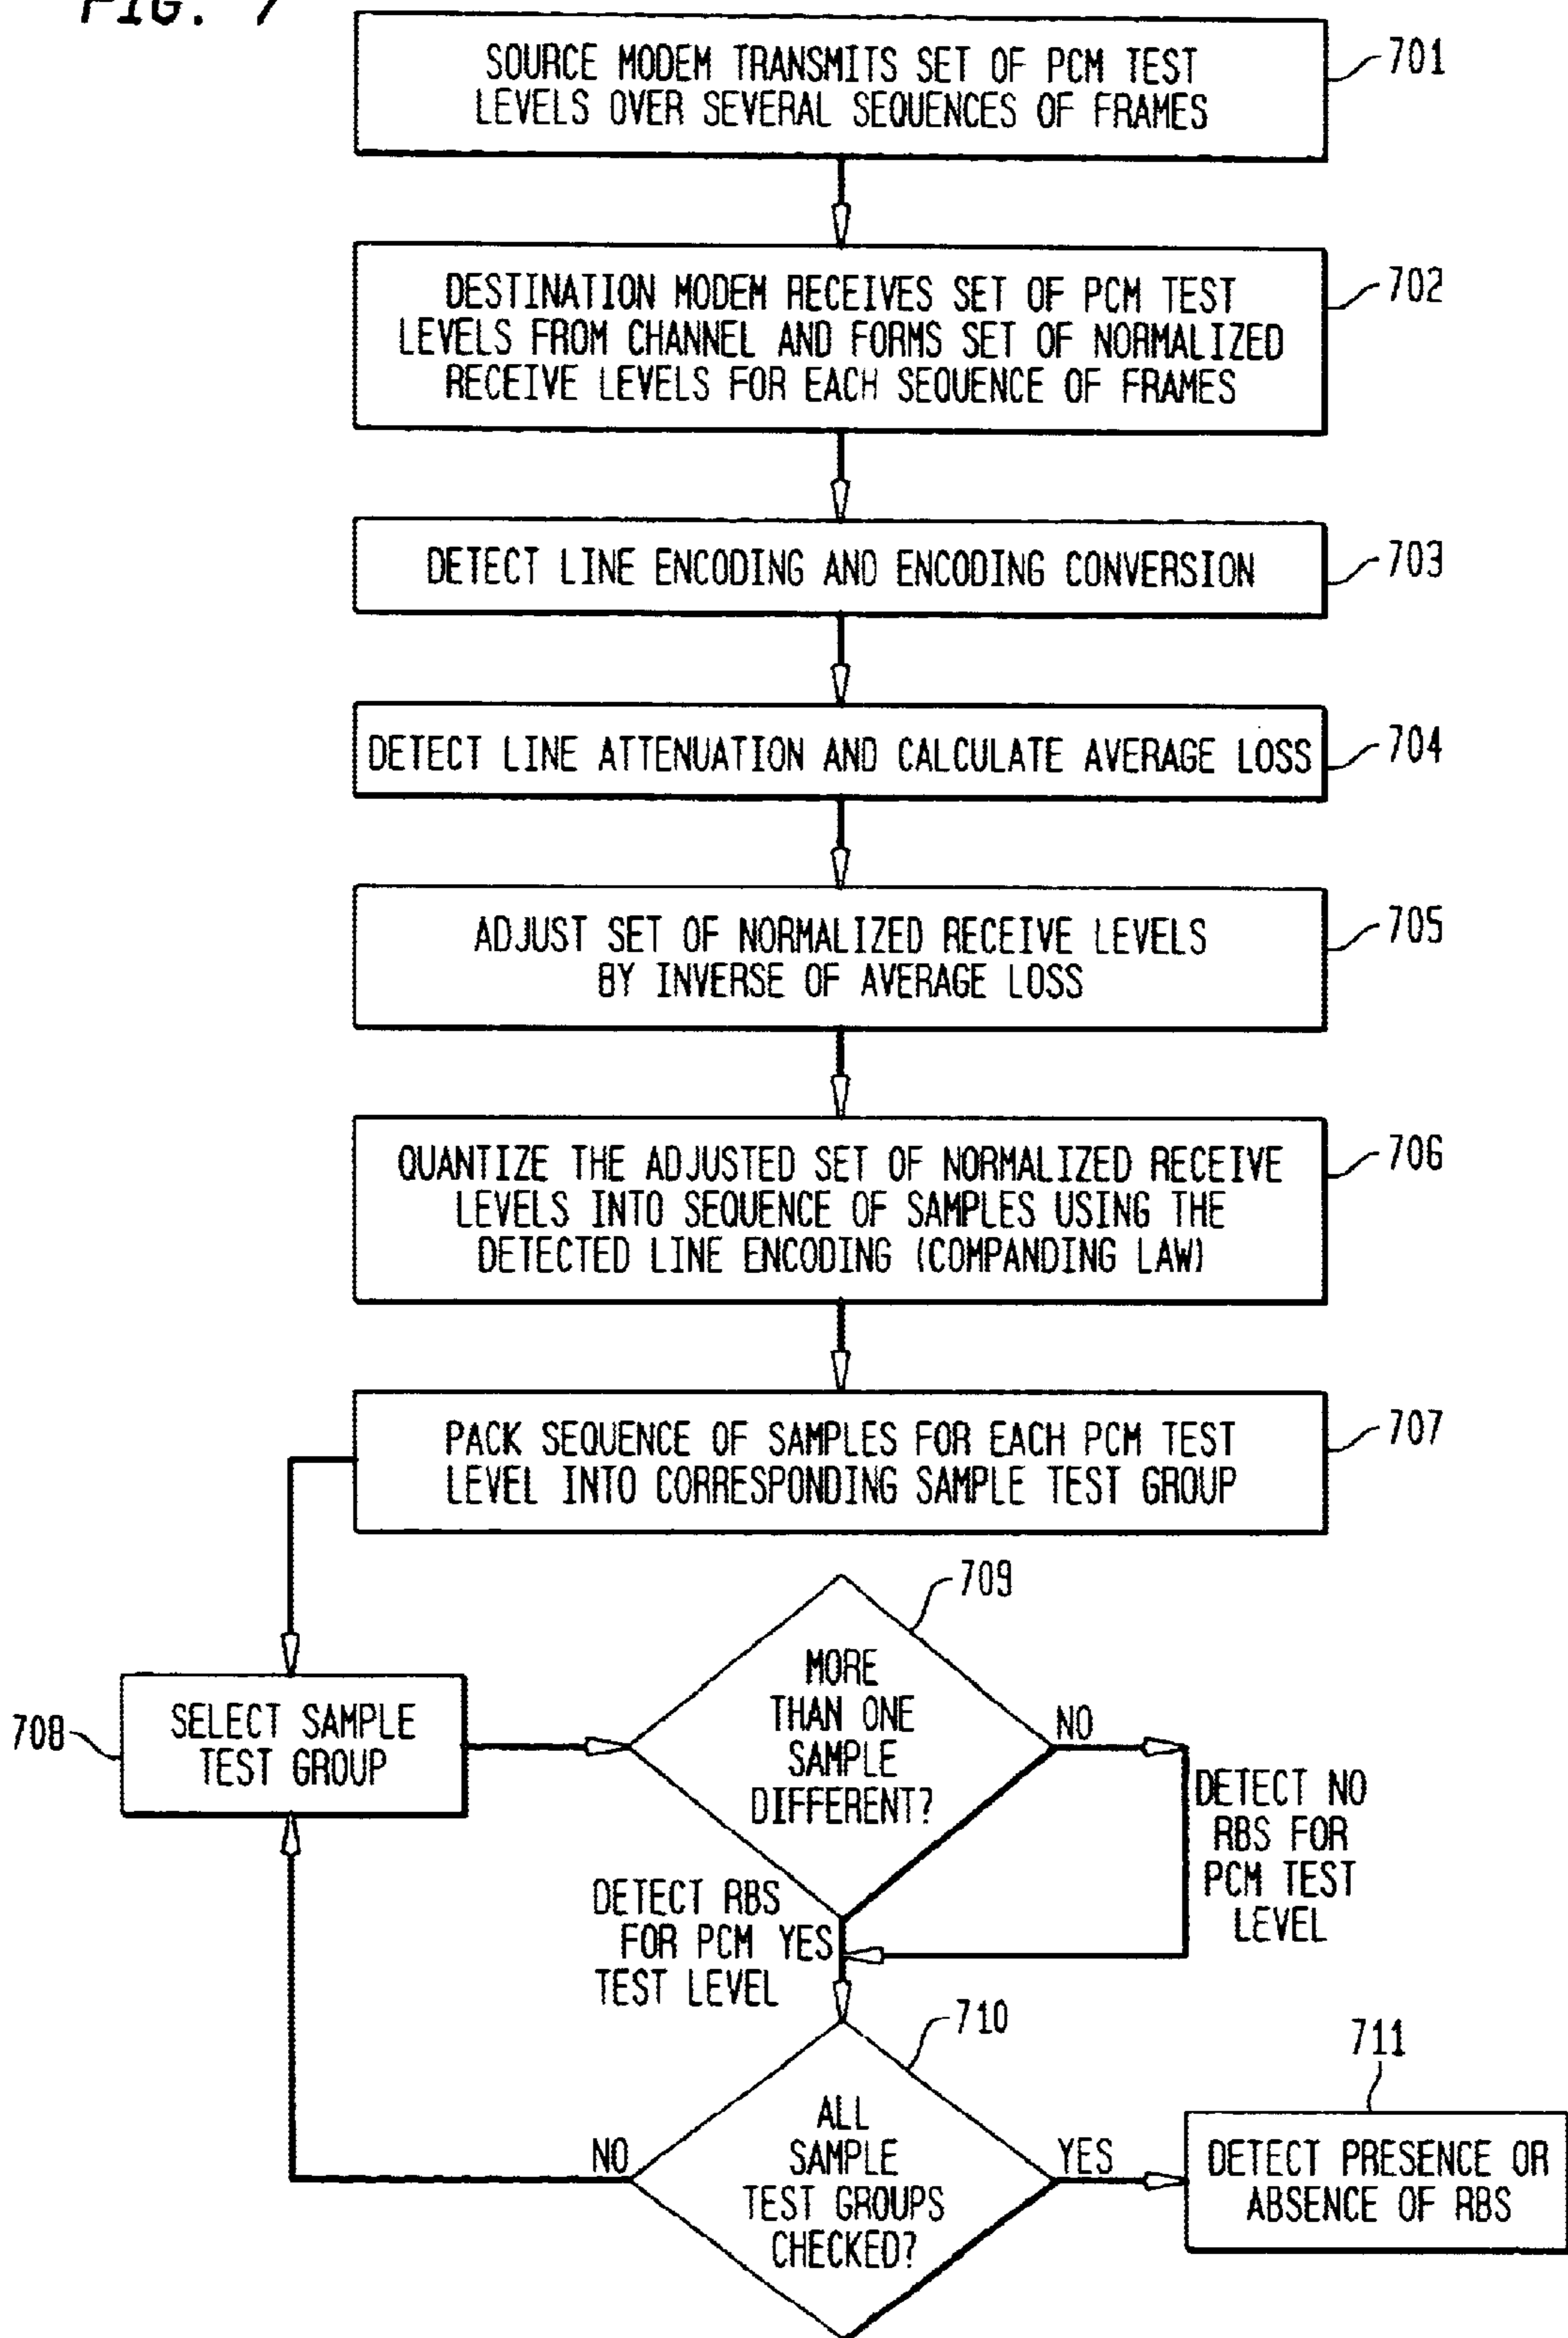 FIG. 7
SOURCE MODEM TRANSMITS SET OF PCM TEST
LEVELS OVER SEVERAL SEQUENCES OF FRAMES
701
DESTINATION MODEM RECEIVES SET OF PCM TEST
LEVELS FROM CHANNEL AND FORMS SET OF NORMALIZED
RECEIVE LEVELS FOR EACH SEQUENCE OF FRAMES
702
DETECT LINE ENCODING AND ENCODING CONVERSION
703
DETECT LINE ATTENUATION AND CALCULATE AVERAGE LOSS
704
ADJUST SET OF NORMALIZED RECEIVE LEVELS
BY INVERSE OF AVERAGE LOSS
705
QUANTIZE THE ADJUSTED SET OF NORMALIZED RECEIVE
LEVELS INTO SEQUENCE OF SAMPLES USING THE
DETECTED LINE ENCODING (COMPANDING LAW)
706
PACK SEQUENCE OF SAMPLES FOR EACH PCM TEST
LEVEL INTO CORRESPONDING SAMPLE TEST GROUP
707
708
SELECT SAMPLE
TEST GROUP
709
MORE
THAN ONE
SAMPLE
DIFFERENT?
NO
DETECT NO
RBS FOR
PCM TEST
LEVEL
DETECT RBS
FOR PCM YES
TEST LEVEL
710
ALL
SAMPLE
TEST GROUPS
CHECKED?
NO
YES
711
DETECT PRESENCE OR
ABSENCE OF RBS